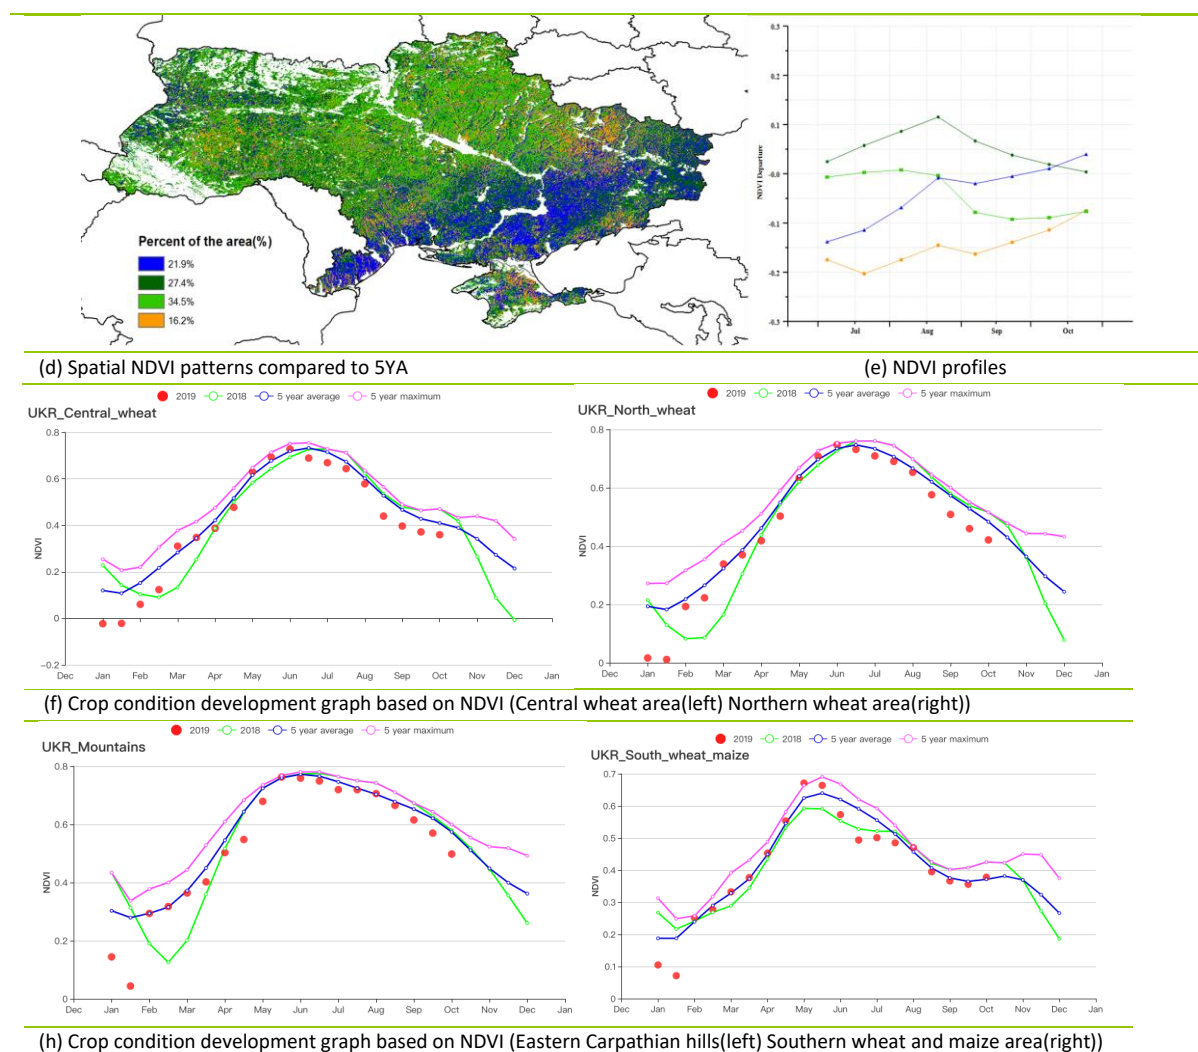 Percent of the area(%)
21.9%
27.4%
34.5%
16.2%
NDVI Departure
0.3
0.2
0.1
-0.0
-0.1
-0.2
-0.3
Jul Aug Sep Oct
(d) Spatial NDVI patterns compared to 5YA (e) NDVI profiles
2019 2018 5 year average 5 year maximum
UKR_Central_wheat
NDVI
0.8
0.6
0.4
0.2
0
-0.2
Dec Jan Feb Mar Apr May Jun Jul Aug Sep Oct Nov Dec Jan
2019 2018 5 year average 5 year maximum
UKR_North_wheat
NDVI
0.8
0.6
0.4
0.2
0
Dec Jan Feb Mar Apr May Jun Jul Aug Sep Oct Nov Dec Jan
(f) Crop condition development graph based on NDVI (Central wheat area(left) Northern wheat area(right))
2019 2018 5 year average 5 year maximum
UKR_Mountains
NDVI
0.8
0.6
0.4
0.2
0
Dec Jan Feb Mar Apr May Jun Jul Aug Sep Oct Nov Dec Jan
2019 2018 5 year average 5 year maximum
UKR_South_wheat_maize
NDVI
0.7
0.6
0.5
0.4
0.3
0.2
0.1
0
Dec Jan Feb Mar Apr May Jun Jul Aug Sep Oct Nov Dec Jan
(h) Crop condition development graph based on NDVI (Eastern Carpathian hills(left) Southern wheat and maize area(right))